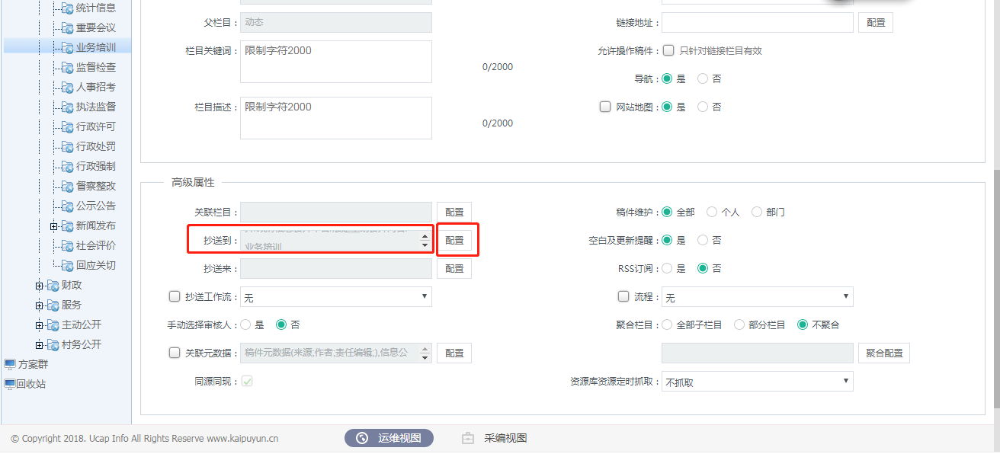 统计信息
重要会议
业务培训
监督检查
人事招考
执法监督
行政许可
行政处罚
行政强制
督察整改
公示公告
新闻发布
社会评价
回应关切
财政
服务
主动公开
村务公开
方案群
回收站
父栏目： 动态
链接地址： 配置
栏目关键词： 限制字符2000
0/2000
允许操作稿件： 只针对链接栏目有效
导航： 是 否
栏目描述： 限制字符2000
0/2000
网站地图： 是 否
高级属性
关联栏目： 配置
稿件维护： 全部 个人 部门
抄送到： 业务培训 配置
空白及更新提醒： 是 否
抄送来： 配置
RSS订阅： 是 否
抄送工作流： 无
流程： 无
手动选择审核人： 是 否
聚合栏目： 全部子栏目 部分栏目 不聚合
关联元数据： 稿件元数据(来源;作者;责任编辑;),信息公 配置
聚合配置
同源同现：
资源库资源定时抓取： 不抓取
© Copyright 2018. Ucap Info All Rights Reserve www.kaipuyun.cn
运维视图
采编视图